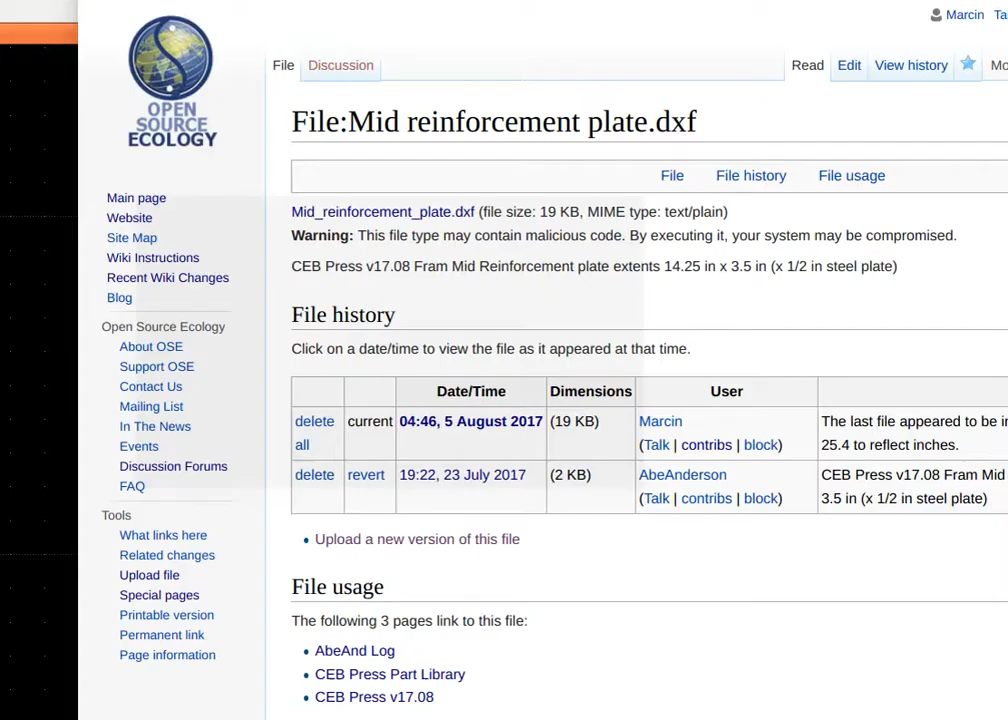 Marcin Ta
File Discussion Read Edit View history Mo
OPEN
SOURCE
ECOLOGY
File:Mid reinforcement plate.dxf
File File history File usage
Main page
Website
Site Map
Wiki Instructions
Recent Wiki Changes
Blog
Open Source Ecology
About OSE
Support OSE
Contact Us
Mailing List
In The News
Events
Discussion Forums
FAQ
Tools
What links here
Related changes
Upload file
Special pages
Printable version
Permanent link
Page information
Mid_reinforcement_plate.dxf (file size: 19 KB, MIME type: text/plain)
Warning: This file type may contain malicious code. By executing it, your system may be compromised.
CEB Press v17.08 Fram Mid Reinforcement plate extents 14.25 in x 3.5 in (x 1/2 in steel plate)
File history
Click on a date/time to view the file as it appeared at that time.
Date/Time Dimensions User
delete current 04:46, 5 August 2017 (19 KB) Marcin The last file appeared to be i
all (Talk | contribs | block) 25.4 to reflect inches.
delete revert 19:22, 23 July 2017 (2 KB) AbeAnderson CEB Press v17.08 Fram Mid
(Talk | contribs | block) 3.5 in (x 1/2 in steel plate)
Upload a new version of this file
File usage
The following 3 pages link to this file:
AbeAnd Log
CEB Press Part Library
CEB Press v17.08